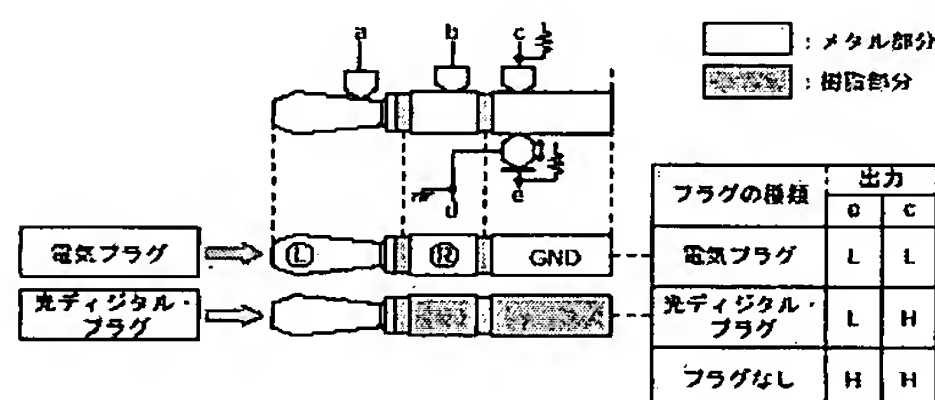 a
b
c
: メタル部分
: 樹脂部分
d
e
プラグの種類
出力
e
c
電気プラグ
Ⓛ
Ⓡ
GND
電気プラグ
L
L
光ディジタル・
プラグ
光ディジタル・
プラグ
L
H
プラグなし
H
H